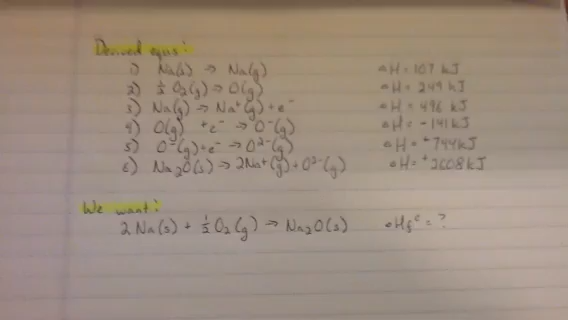 Derived eqns:
1) Na(s) → Na(g) ΔH = 107 kJ
2) ½ O₂(g) → O(g) ΔH = 249 kJ
3) Na(g) → Na⁺(g) + e⁻ ΔH = 496 kJ
4) O(g) + e⁻ → O⁻(g) ΔH = -141 kJ
5) O⁻(g) + e⁻ → O²⁻(g) ΔH = +744 kJ
6) Na₂O(s) → 2Na⁺(g) + O²⁻(g) ΔH = +2608 kJ
We want:
2 Na(s) + ½ O₂(g) → Na₂O(s) ΔHf° = ?